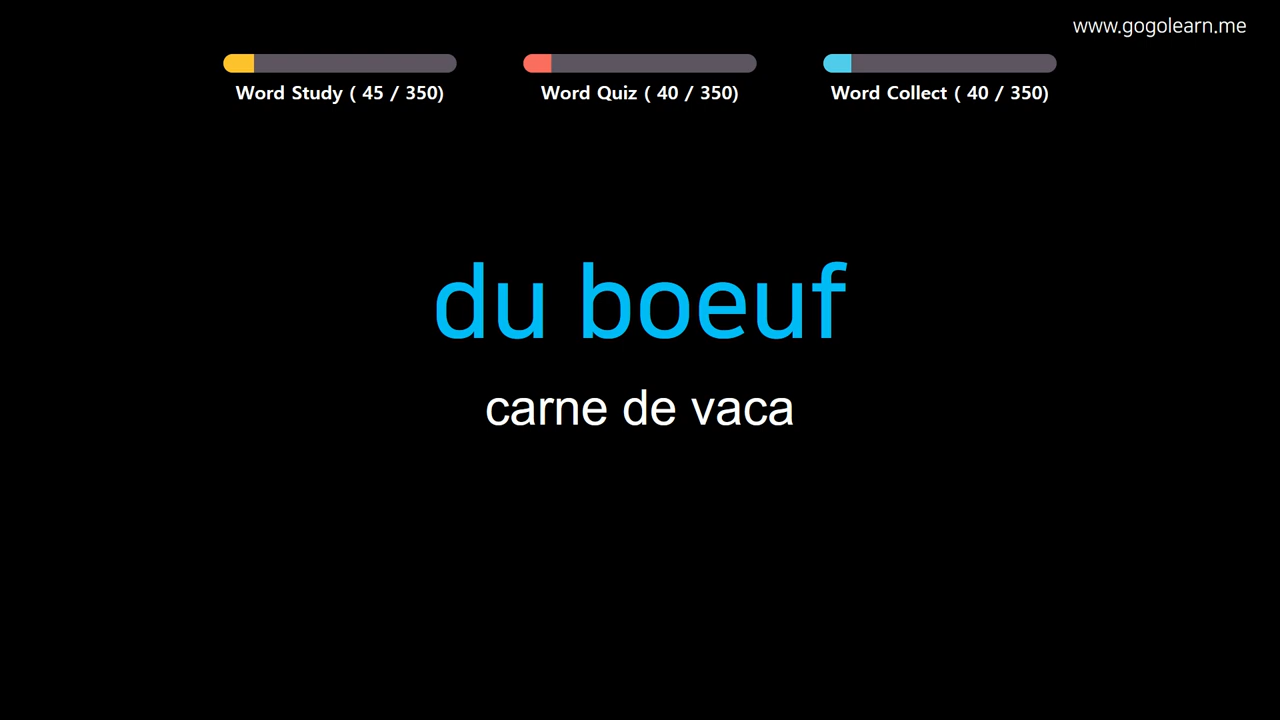 www.gogolearn.me
Word Study ( 45 / 350)
Word Quiz ( 40 / 350)
Word Collect ( 40 / 350)
du boeuf
carne de vaca